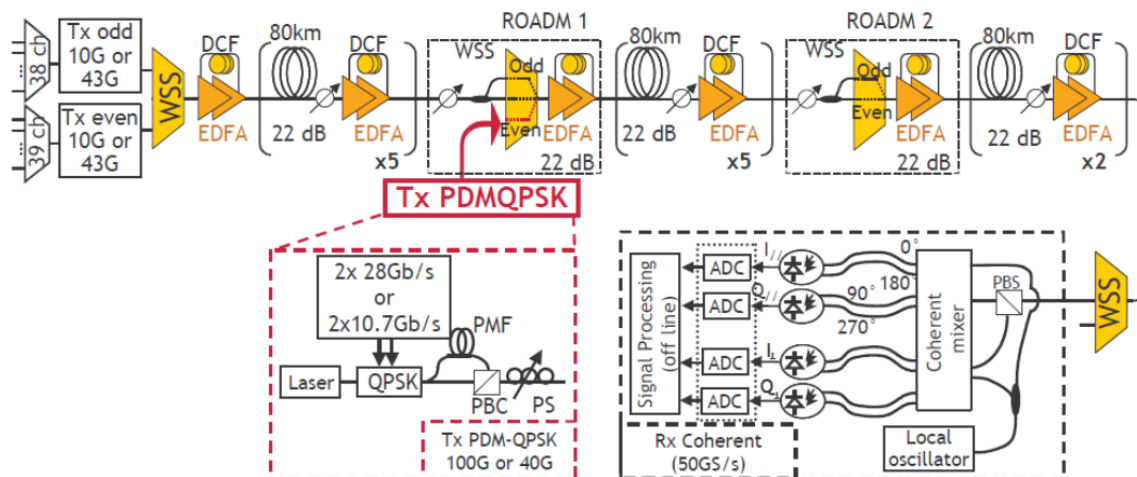 ROADM 1
ROADM 2
38 ch
...
Tx odd
10G or
43G
39 ch
...
Tx even
10G or
43G
WSS
DCF
EDFA
80km
22 dB
DCF
EDFA
x5
WSS
Odd
Even
DCF
EDFA
22 dB
80km
22 dB
DCF
EDFA
x5
WSS
Odd
Even
DCF
EDFA
22 dB
80km
22 dB
DCF
EDFA
x2
Tx PDMQPSK
2x 28Gb/s
or
2x10.7Gb/s
PMF
Laser
QPSK
PBC
PS
Tx PDM-QPSK
100G or 40G
Signal Processing
(off line)
ADC
I//
ADC
Q//
ADC
I⊥
ADC
Q⊥
0°
180°
90°
270°
Coherent
mixer
PBS
WSS
Local
oscillator
Rx Coherent
(50GS/s)